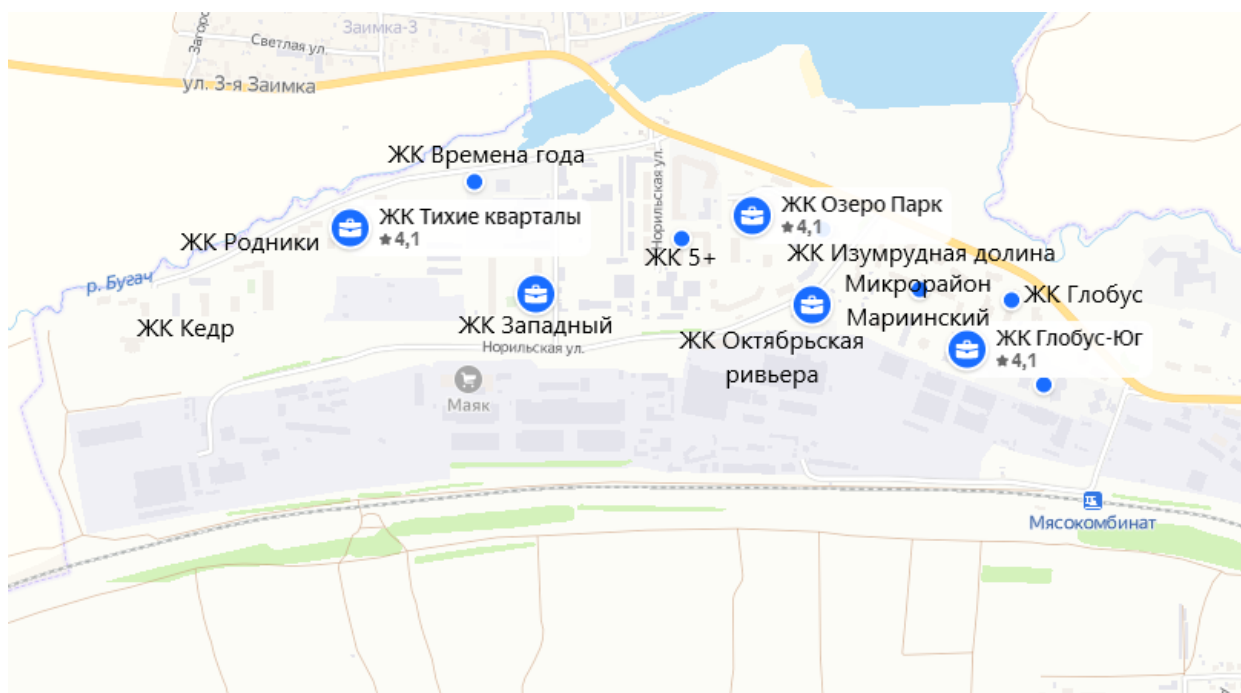 Загоро
Светлая ул.
Заимка-3
ул. 3-я Заимка
ЖК Времена года
Норильская ул.
ЖК Тихие кварталы
4,1
ЖК Озеро Парк
4,1
ЖК Родники
ЖК 5+
ЖК Изумрудная долина
р. Бугач
Микрорайон
Мариинский
ЖК Глобус
ЖК Кедр
ЖК Западный
Норильская ул.
ЖК Октябрьская
ривьера
ЖК Глобус-Юг
4,1
Маяк
Мясокомбинат